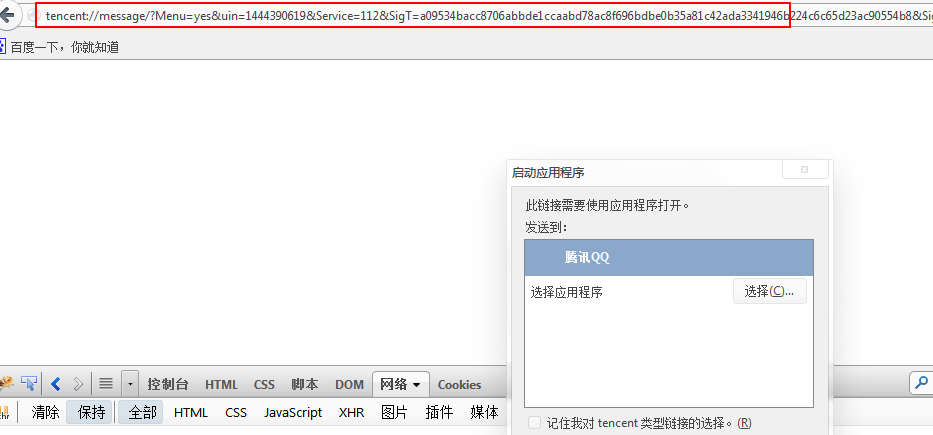 tencent://message/?Menu=yes&uin=1444390619&Service=112&SigT=a09534bacc8706abbde1ccaabd78ac8f696bdbe0b35a81c42ada3341946b224c6c65d23ac90554b8&Si
百度一下，你就知道
启动应用程序
此链接需要使用应用程序打开。
发送到：
腾讯QQ
选择应用程序 选择(C)...
控制台 HTML CSS 脚本 DOM 网络 Cookies
清除 保持 全部 HTML CSS JavaScript XHR 图片 插件 媒体
记住我对 tencent 类型链接的选择。(R)